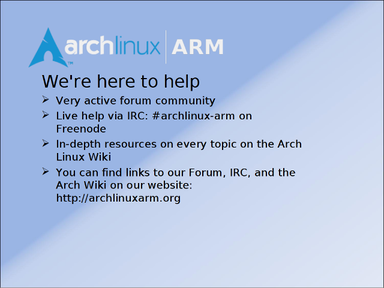 archlinux | ARM
We're here to help
Very active forum community
Live help via IRC: #archlinux-arm on
Freenode
In-depth resources on every topic on the Arch
Linux Wiki
You can find links to our Forum, IRC, and the
Arch Wiki on our website:
http://archlinuxarm.org